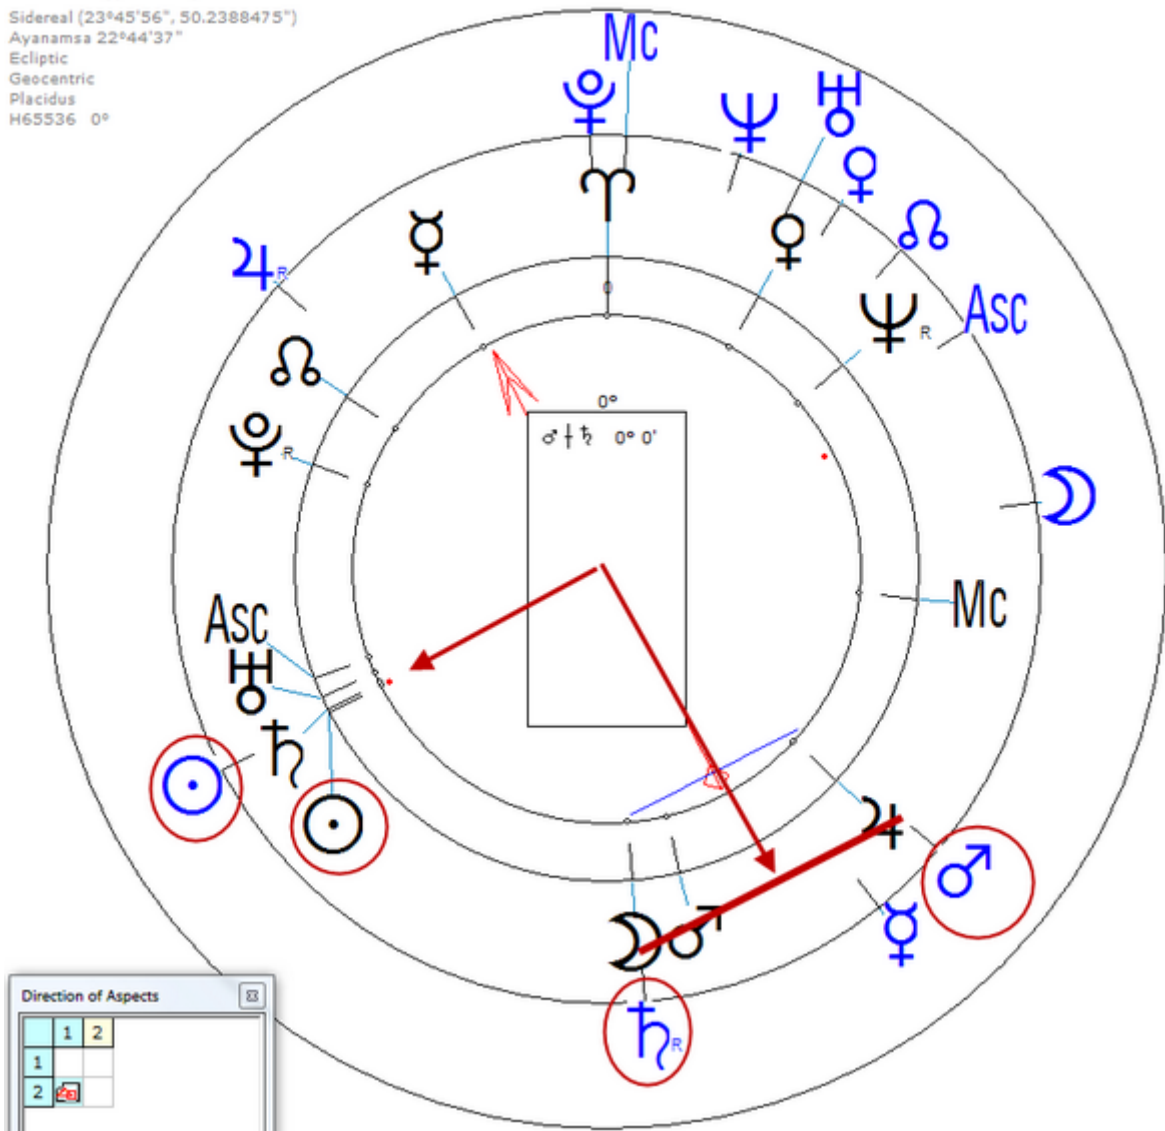 Sidereal (23°45'56", 50.2388475")
Ayanamsa 22°44'37"
Ecliptic
Geocentric
Placidus
H65536 0°
Mc
♇
♆
♅
♀
☊
Asc
☽
♂
☿
♄R
☉
♃R
♈
0
☿
♀
☊
♆R
♇R
Mc
Asc
♅
♄
☉
☽
♂
♃
0°
♂ ┼ ♄ 0° 0'
Direction of Aspects
1 2
1
2